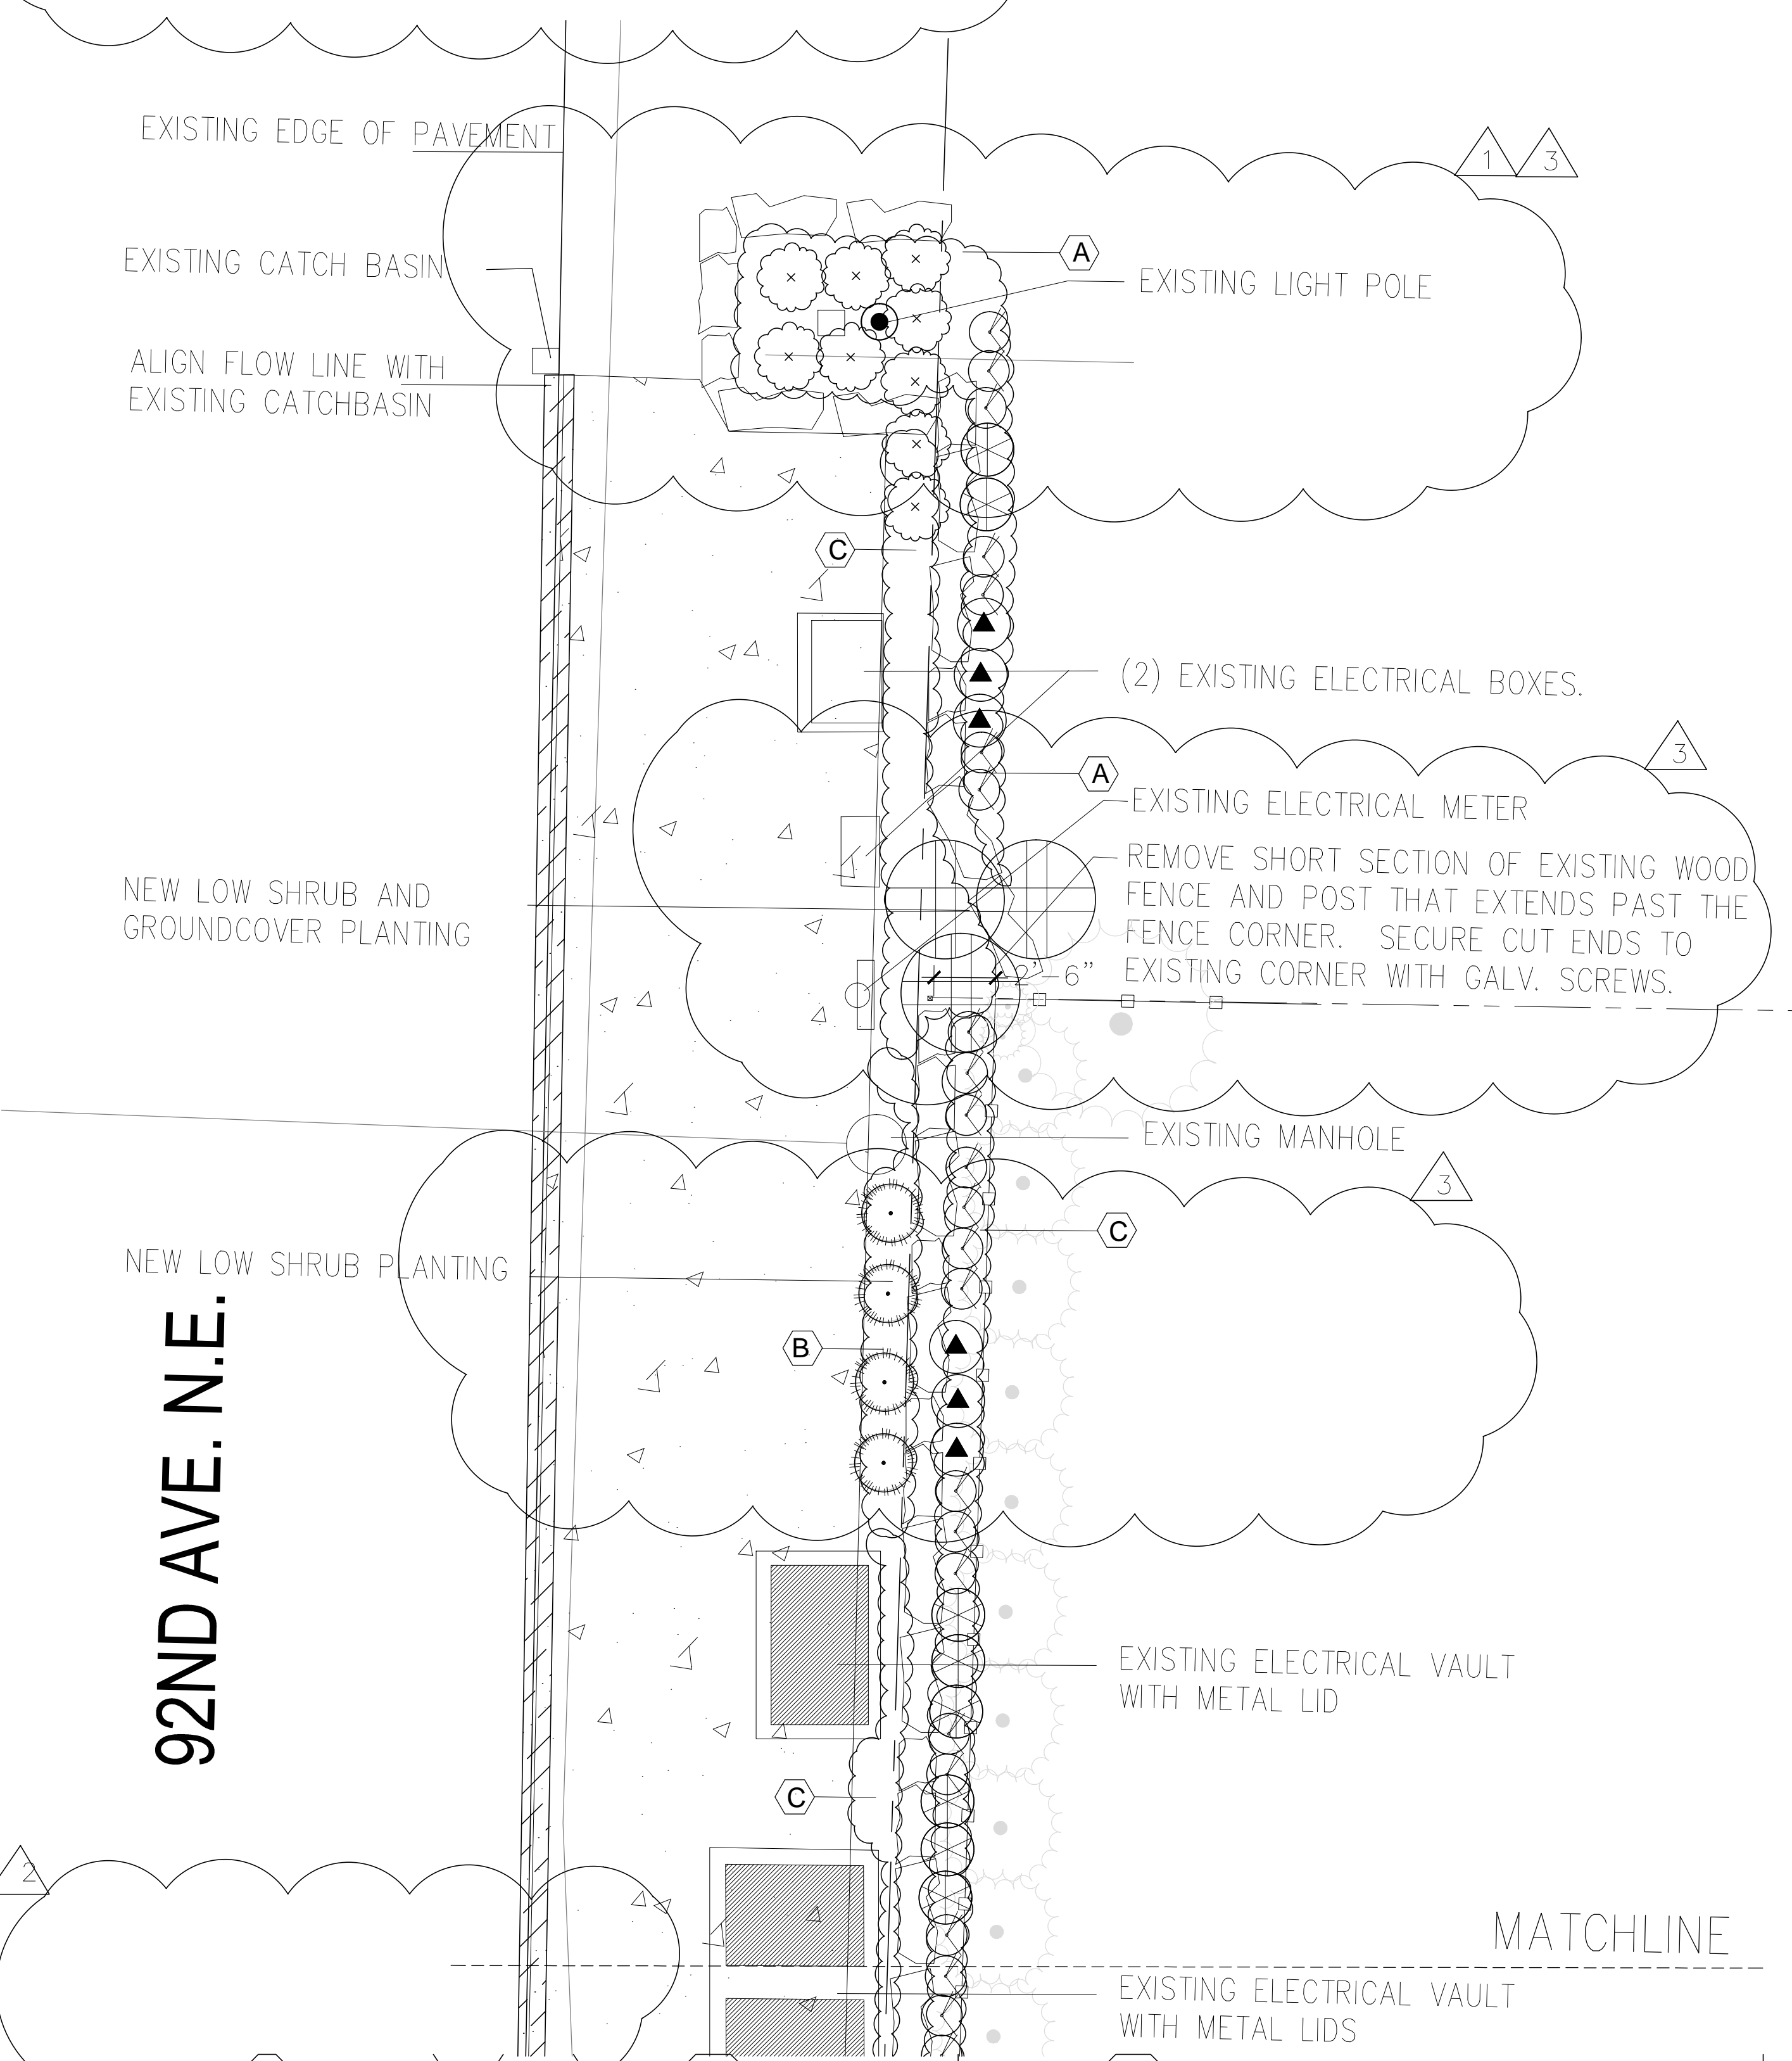 EXISTING EDGE OF PAVEMENT
1
3
EXISTING CATCH BASIN
A
EXISTING LIGHT POLE
ALIGN FLOW LINE WITH
EXISTING CATCHBASIN
C
(2) EXISTING ELECTRICAL BOXES.
3
A
EXISTING ELECTRICAL METER
REMOVE SHORT SECTION OF EXISTING WOOD
FENCE AND POST THAT EXTENDS PAST THE
FENCE CORNER. SECURE CUT ENDS TO
EXISTING CORNER WITH GALV. SCREWS.
NEW LOW SHRUB AND
GROUNDCOVER PLANTING
2'-6"
EXISTING MANHOLE
3
C
NEW LOW SHRUB PLANTING
B
92ND AVE. N.E.
EXISTING ELECTRICAL VAULT
WITH METAL LID
C
2
MATCHLINE
EXISTING ELECTRICAL VAULT
WITH METAL LIDS